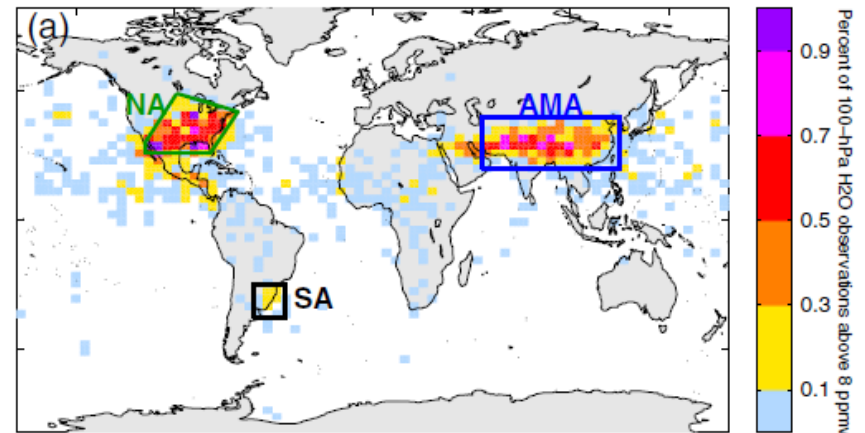 (a)
NA
AMA
SA
0.9
0.7
0.5
0.3
0.1
Percent of 100-hPa H2O observations above 8 ppmv